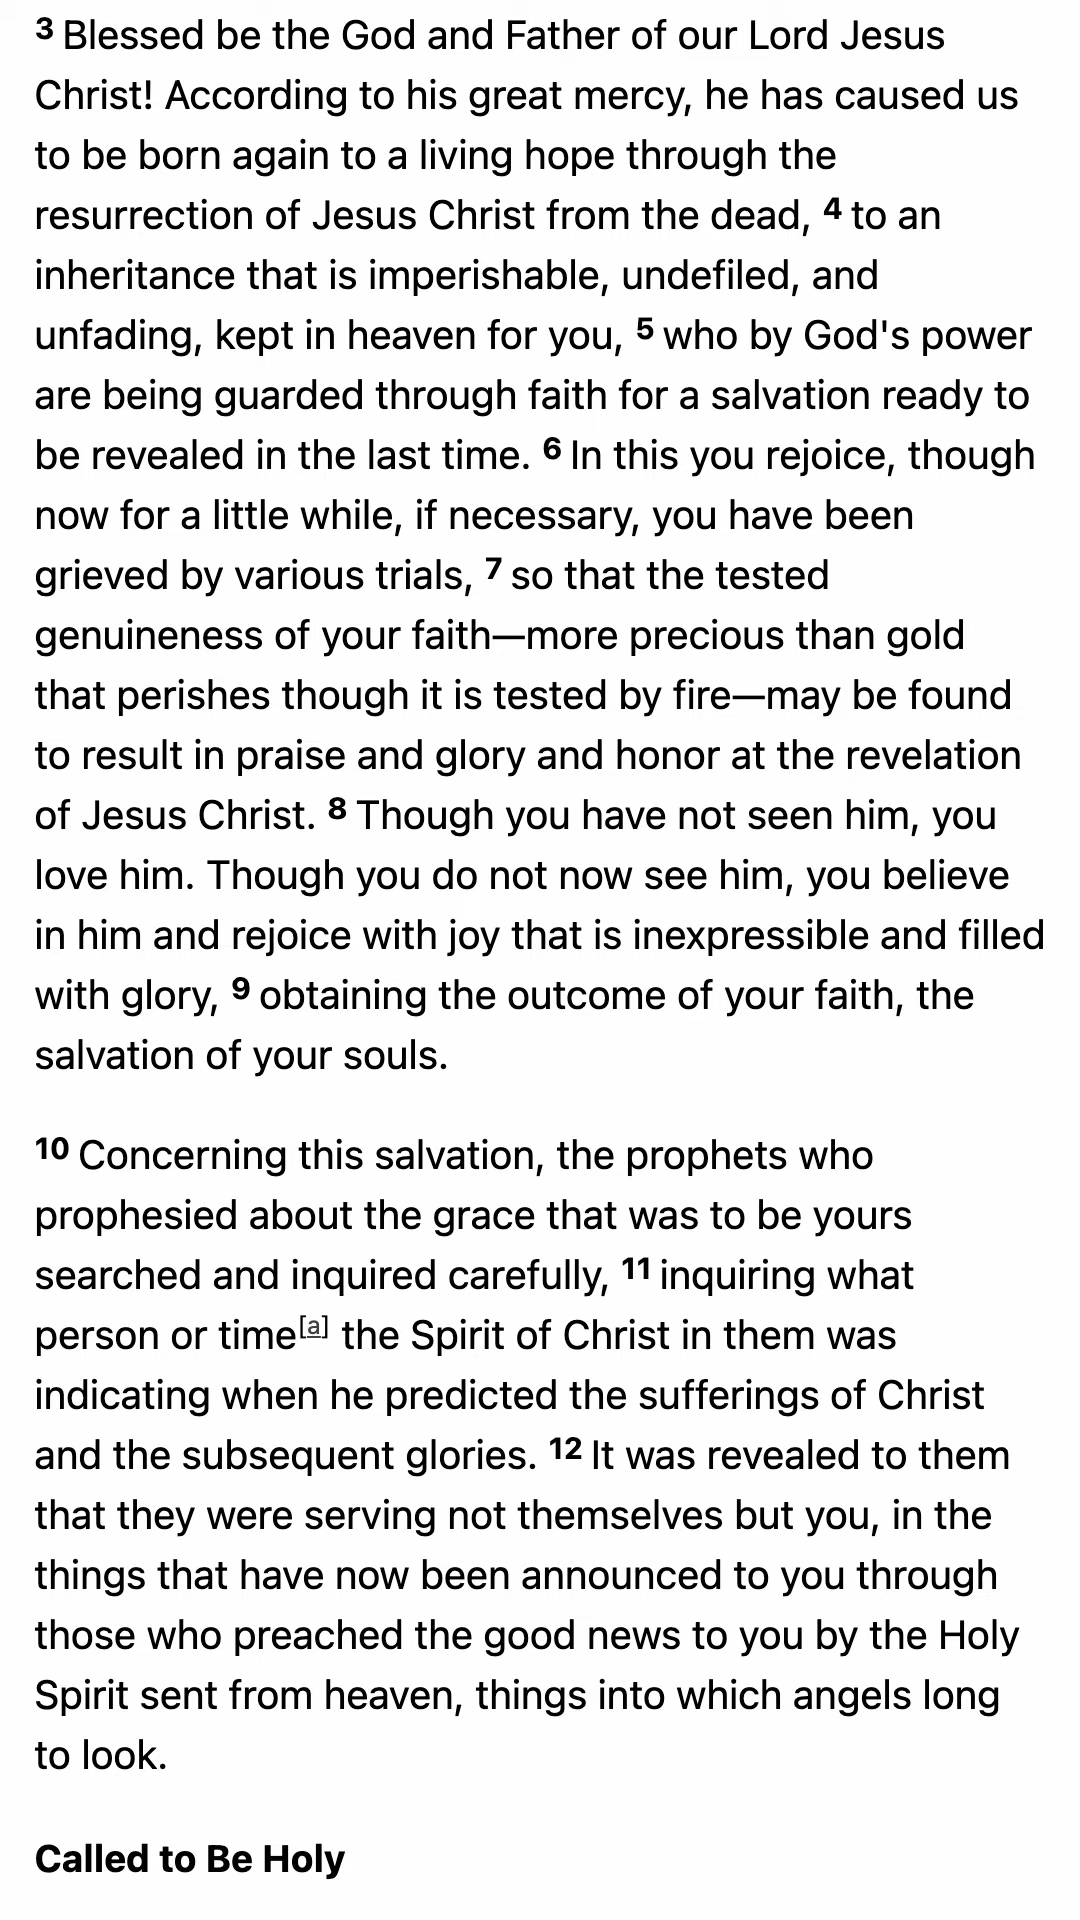 3 Blessed be the God and Father of our Lord Jesus
Christ! According to his great mercy, he has caused us
to be born again to a living hope through the
resurrection of Jesus Christ from the dead, 4 to an
inheritance that is imperishable, undefiled, and
unfading, kept in heaven for you, 5 who by God's power
are being guarded through faith for a salvation ready to
be revealed in the last time. 6 In this you rejoice, though
now for a little while, if necessary, you have been
grieved by various trials, 7 so that the tested
genuineness of your faith—more precious than gold
that perishes though it is tested by fire—may be found
to result in praise and glory and honor at the revelation
of Jesus Christ. 8 Though you have not seen him, you
love him. Though you do not now see him, you believe
in him and rejoice with joy that is inexpressible and filled
with glory, 9 obtaining the outcome of your faith, the
salvation of your souls.
10 Concerning this salvation, the prophets who
prophesied about the grace that was to be yours
searched and inquired carefully, 11 inquiring what
person or time[a] the Spirit of Christ in them was
indicating when he predicted the sufferings of Christ
and the subsequent glories. 12 It was revealed to them
that they were serving not themselves but you, in the
things that have now been announced to you through
those who preached the good news to you by the Holy
Spirit sent from heaven, things into which angels long
to look.
Called to Be Holy